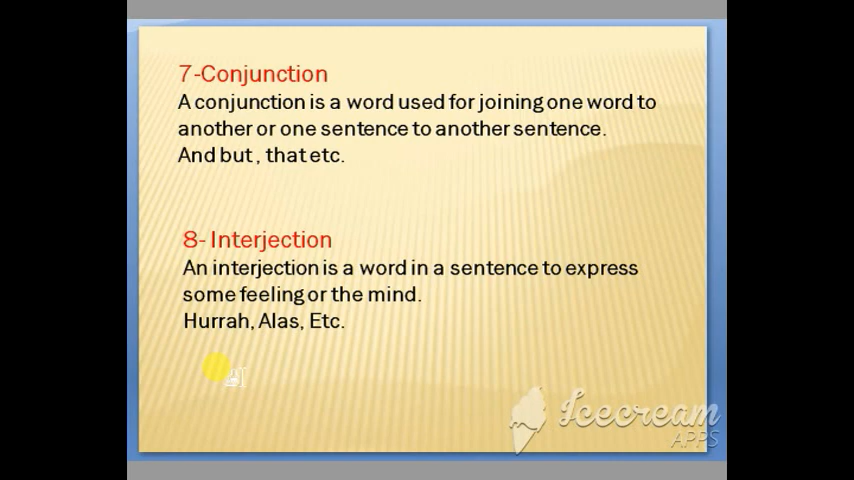 7-Conjunction
A conjunction is a word used for joining one word to
another or one sentence to another sentence.
And but , that etc.
8- Interjection
An interjection is a word in a sentence to express
some feeling or the mind.
Hurrah, Alas, Etc.
Icecream
APPS